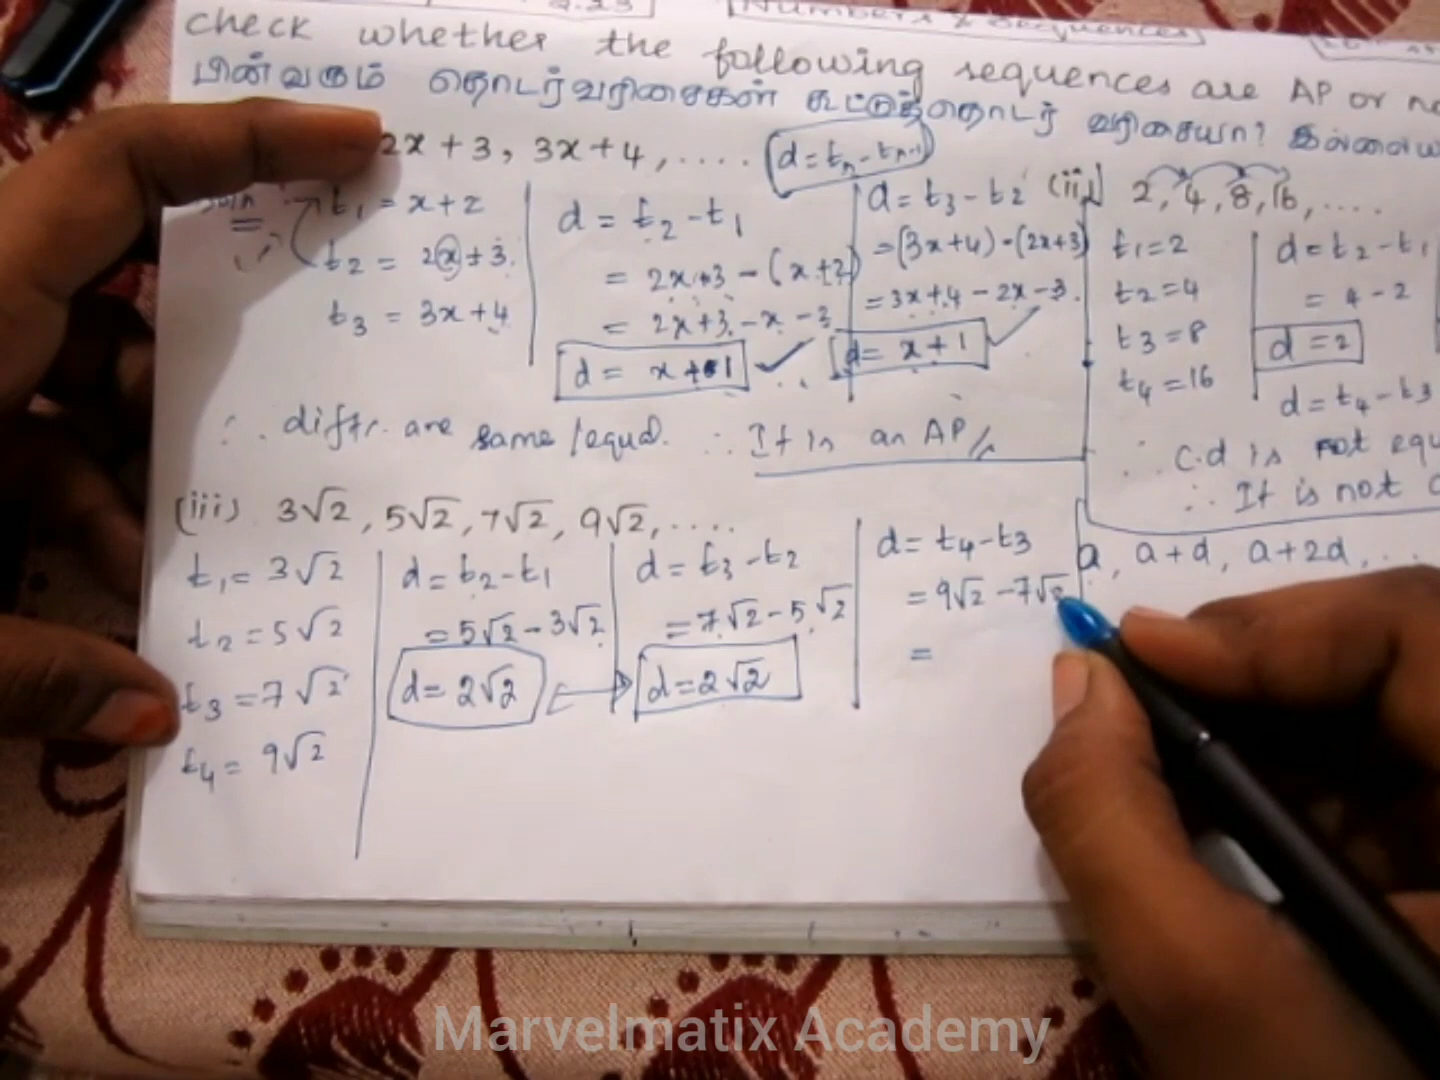 check whether the following sequences are AP or
பின்வரும் தொடர்வரிசைகள் கூட்டுத்தொடர் வரிசையா?
2x + 3, 3x + 4, .... d = tn - tn-1
t1 = x + 2
t2 = 2x + 3
t3 = 3x + 4
d = t2 - t1
= 2x + 3 - (x + 2)
= 2x + 3 - x - 2
d = x + 1
d = t3 - t2
= (3x + 4) - (2x + 3)
= 3x + 4 - 2x - 3
d = x + 1
∴ diffr. are same / equal. ∴ It is an AP //
(ii) 2, 4, 8, 16, ....
t1 = 2
t2 = 4
t3 = 8
t4 = 16
d = t2 - t1
= 4 - 2
d = 2
d = t4 - t3
∴ C.d is not
∴ It is not
(iii) 3√2, 5√2, 7√2, 9√2, ....
t1 = 3√2
t2 = 5√2
t3 = 7√2
t4 = 9√2
d = t2 - t1
= 5√2 - 3√2
d = 2√2
d = t3 - t2
= 7√2 - 5√2
d = 2√2
d = t4 - t3
= 9√2 - 7√2
=
a, a + d, a + 2d, ..
Marvelmatix Academy